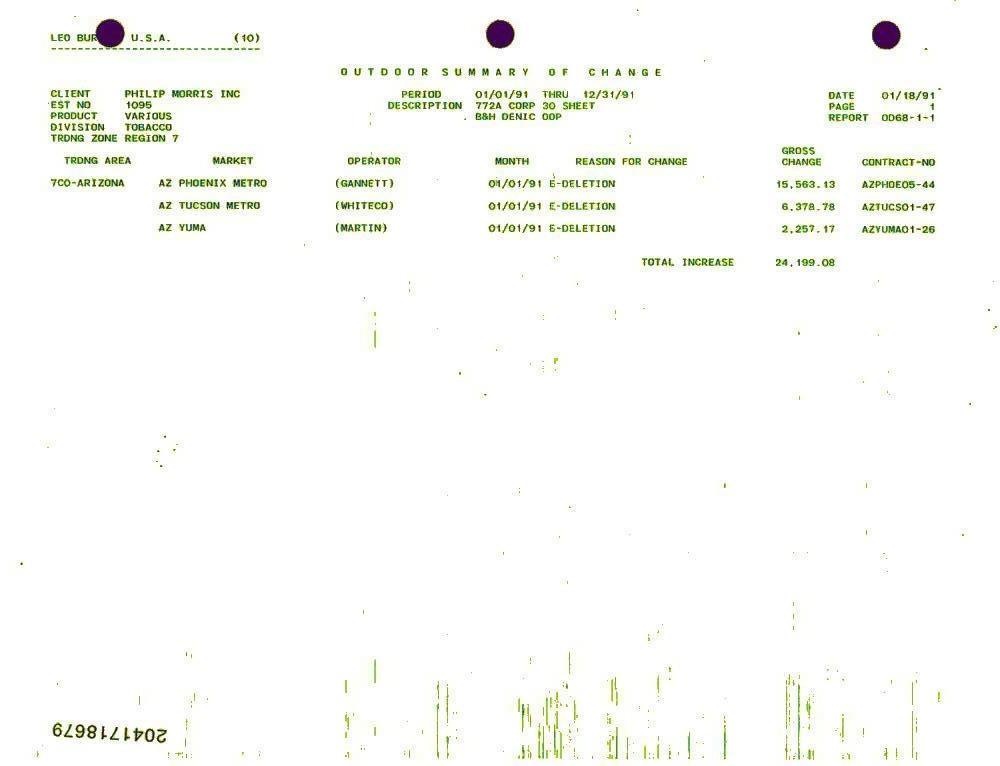 LEO BUR U.S.A. (10)
OUTDOOR SUMMARY OF CHANGE
CLIENT PHILIP MORRIS INC PERIOD 01/01/91 THRU 12/31/91 DATE 01/18/91
EST NO 1095 DESCRIPTION 772A CORP 30 SHEET PAGE 1
PRODUCT VARIOUS B&H DENIC OOP REPORT OD68-1-1
DIVISION TOBACCO
TRDNG ZONE REGION 7
GROSS
TRDNG AREA MARKET OPERATOR MONTH REASON FOR CHANGE CHANGE CONTRACT-NO
7CO-ARIZONA AZ PHOENIX METRO (GANNETT) 01/01/91 E-DELETION 15,563.13 AZPHOE05-44
AZ TUCSON METRO (WHITECO) 01/01/91 E-DELETION 6,378.78 AZTUCSO1-47
AZ YUMA (MARTIN) 01/01/91 E-DELETION 2,257.17 AZYUMA01-26
TOTAL INCREASE 24,199.08
2041718679